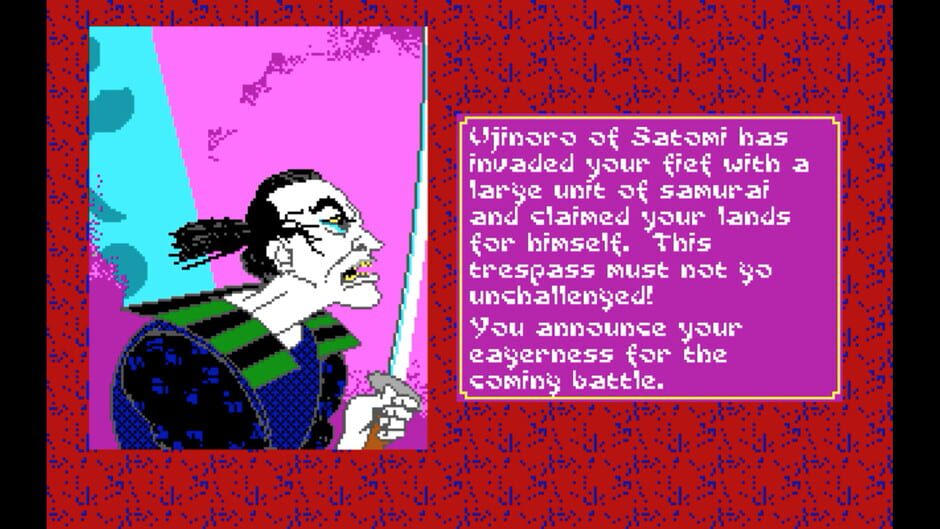 Ujinoro of Satomi has
invaded your fief with a
large unit of samurai
and claimed your lands
for himself. This
trespass must not go
unchallenged!
You announce your
eagerness for the
coming battle.